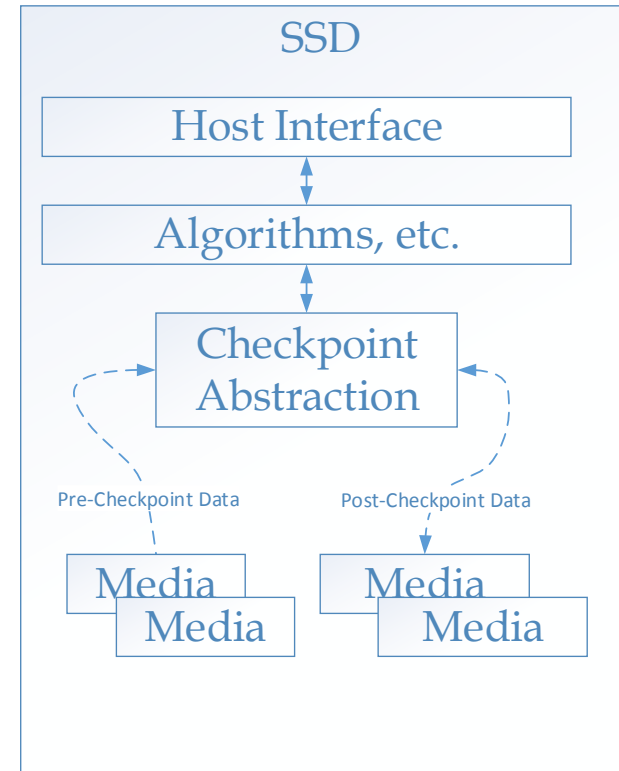 SSD
Host Interface
Algorithms, etc.
Checkpoint
Abstraction
Pre-Checkpoint Data
Post-Checkpoint Data
Media
Media
Media
Media